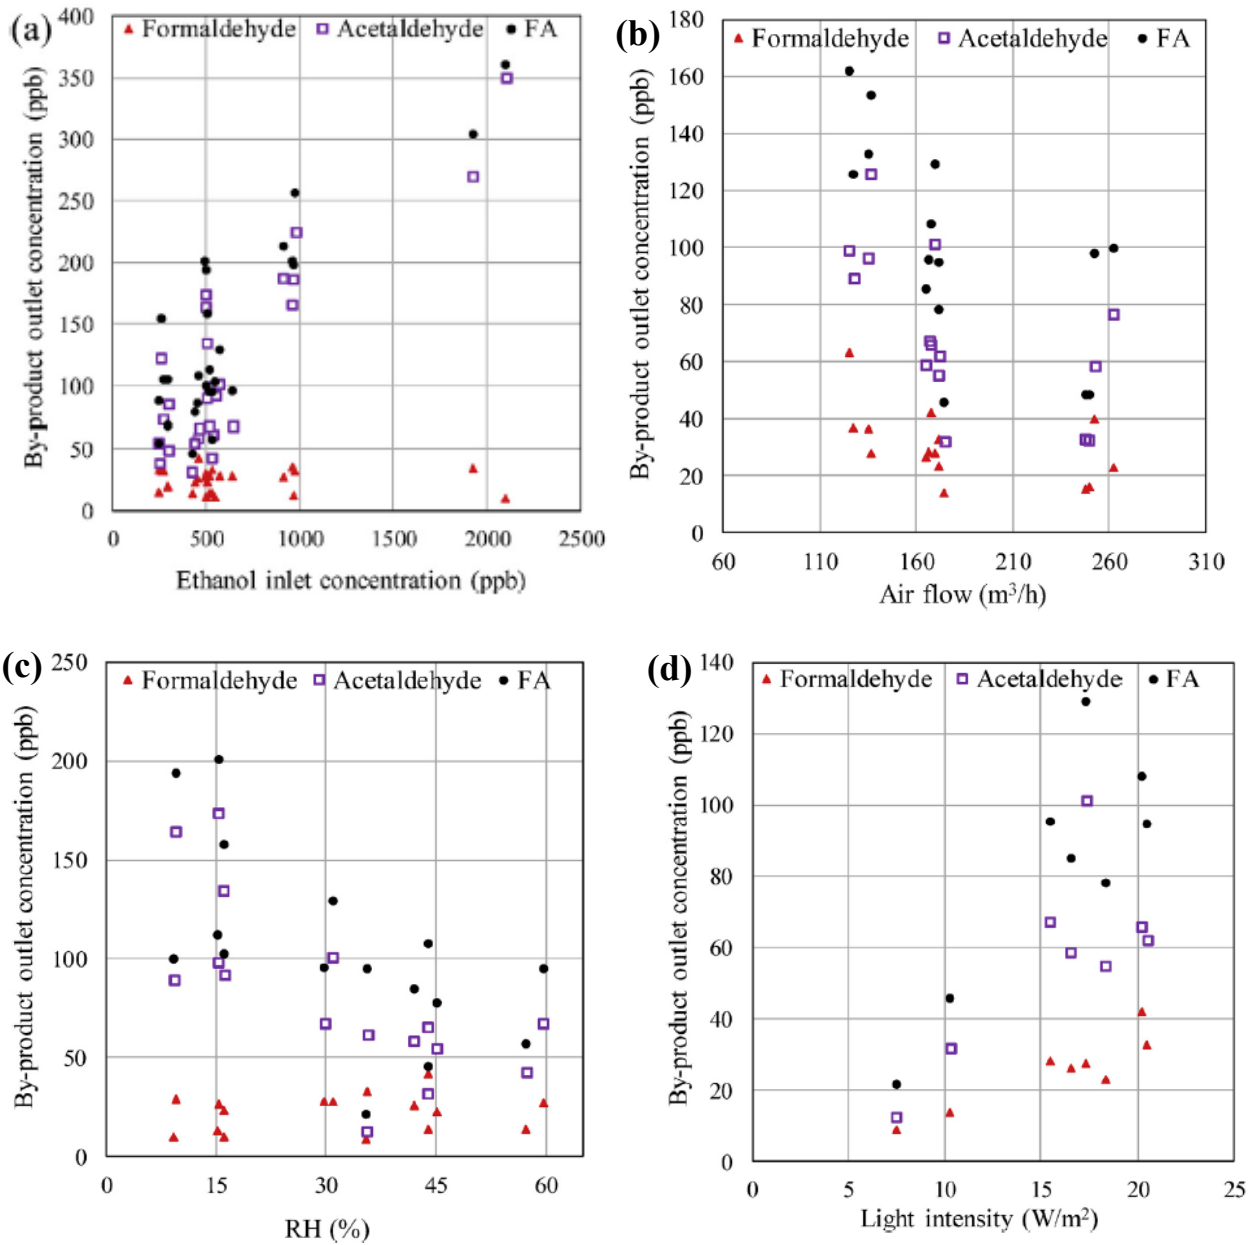 (a)
Formaldehyde Acetaldehyde FA
By-product outlet concentration (ppb)
400
350
300
250
200
150
100
50
0
0 500 1000 1500 2000 2500
Ethanol inlet concentration (ppb)
(b)
Formaldehyde Acetaldehyde FA
By-product outlet concentration (ppb)
180
160
140
120
100
80
60
40
20
0
60 110 160 210 260 310
Air flow (m³/h)
(c)
Formaldehyde Acetaldehyde FA
By-product outlet concentration (ppb)
250
200
150
100
50
0
0 15 30 45 60
RH (%)
(d)
Formaldehyde Acetaldehyde FA
By-product outlet concentration (ppb)
140
120
100
80
60
40
20
0
0 5 10 15 20 25
Light intensity (W/m²)